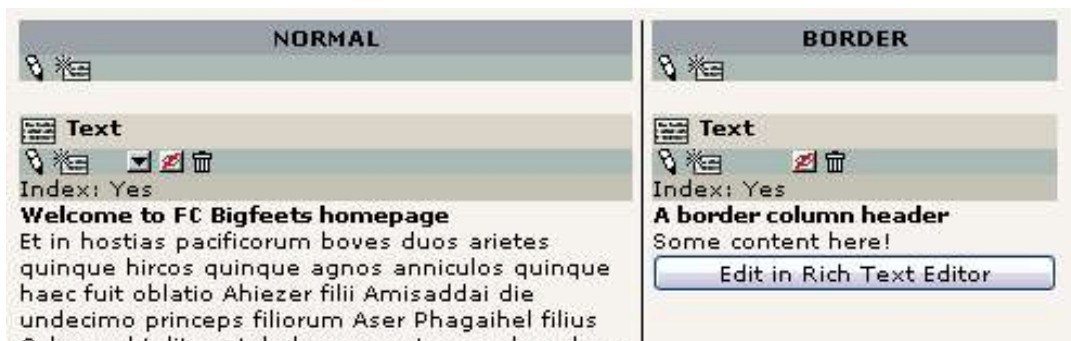 NORMAL
Text
Index: Yes
Welcome to FC Bigfeets homepage
Et in hostias pacificorum boves duos arietes
quinque hircos quinque agnos anniculos quinque
haec fuit oblatio Ahiezer filii Amisaddai die
undecimo princeps filiorum Aser Phagaihel filius
BORDER
Text
Index: Yes
A border column header
Some content here!
Edit in Rich Text Editor